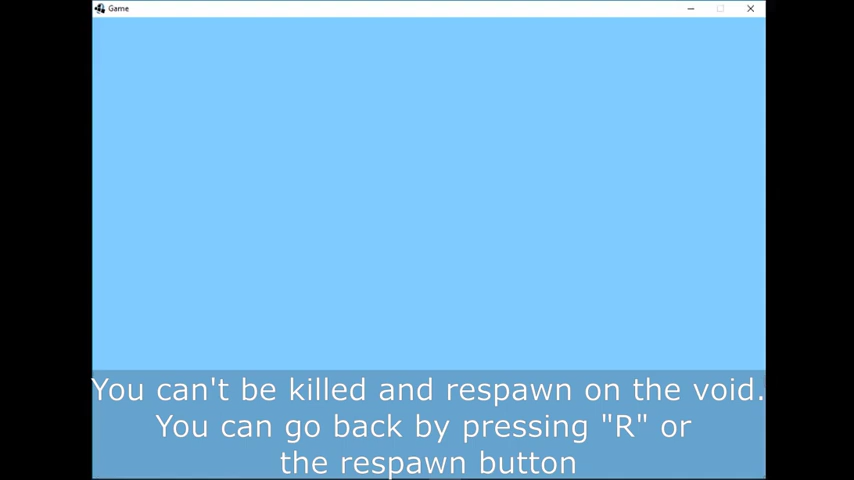 Game
You can't be killed and respawn on the void.
You can go back by pressing "R" or
the respawn button